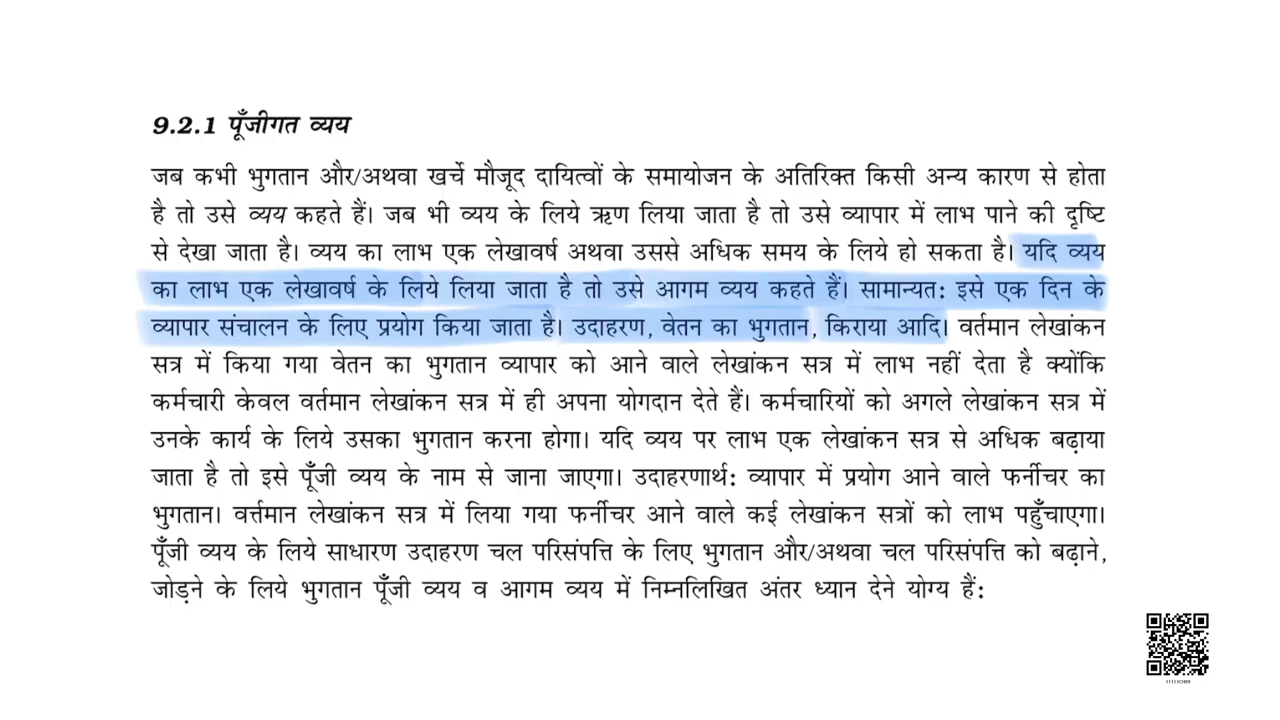 9.2.1 पूँजीगत व्यय
जब कभी भुगतान और/अथवा खर्चे मौजूद दायित्वों के समायोजन के अतिरिक्त किसी अन्य कारण से होता
है तो उसे व्यय कहते हैं। जब भी व्यय के लिये ऋण लिया जाता है तो उसे व्यापार में लाभ पाने की दृष्टि
से देखा जाता है। व्यय का लाभ एक लेखावर्ष अथवा उससे अधिक समय के लिये हो सकता है। यदि व्यय
का लाभ एक लेखावर्ष के लिये लिया जाता है तो उसे आगम व्यय कहते हैं। सामान्यत: इसे एक दिन के
व्यापार संचालन के लिए प्रयोग किया जाता है। उदाहरण, वेतन का भुगतान, किराया आदि। वर्तमान लेखांकन
सत्र में किया गया वेतन का भुगतान व्यापार को आने वाले लेखांकन सत्र में लाभ नहीं देता है क्योंकि
कर्मचारी केवल वर्तमान लेखांकन सत्र में ही अपना योगदान देते हैं। कर्मचारियों को अगले लेखांकन सत्र में
उनके कार्य के लिये उसका भुगतान करना होगा। यदि व्यय पर लाभ एक लेखांकन सत्र से अधिक बढ़ाया
जाता है तो इसे पूँजी व्यय के नाम से जाना जाएगा। उदाहरणार्थ: व्यापार में प्रयोग आने वाले फर्नीचर का
भुगतान। वर्त्तमान लेखांकन सत्र में लिया गया फर्नीचर आने वाले कई लेखांकन सत्रों को लाभ पहुँचाएगा।
पूँजी व्यय के लिये साधारण उदाहरण चल परिसंपत्ति के लिए भुगतान और/अथवा चल परिसंपत्ति को बढ़ाने,
जोड़ने के लिये भुगतान पूँजी व्यय व आगम व्यय में निम्नलिखित अंतर ध्यान देने योग्य हैं: